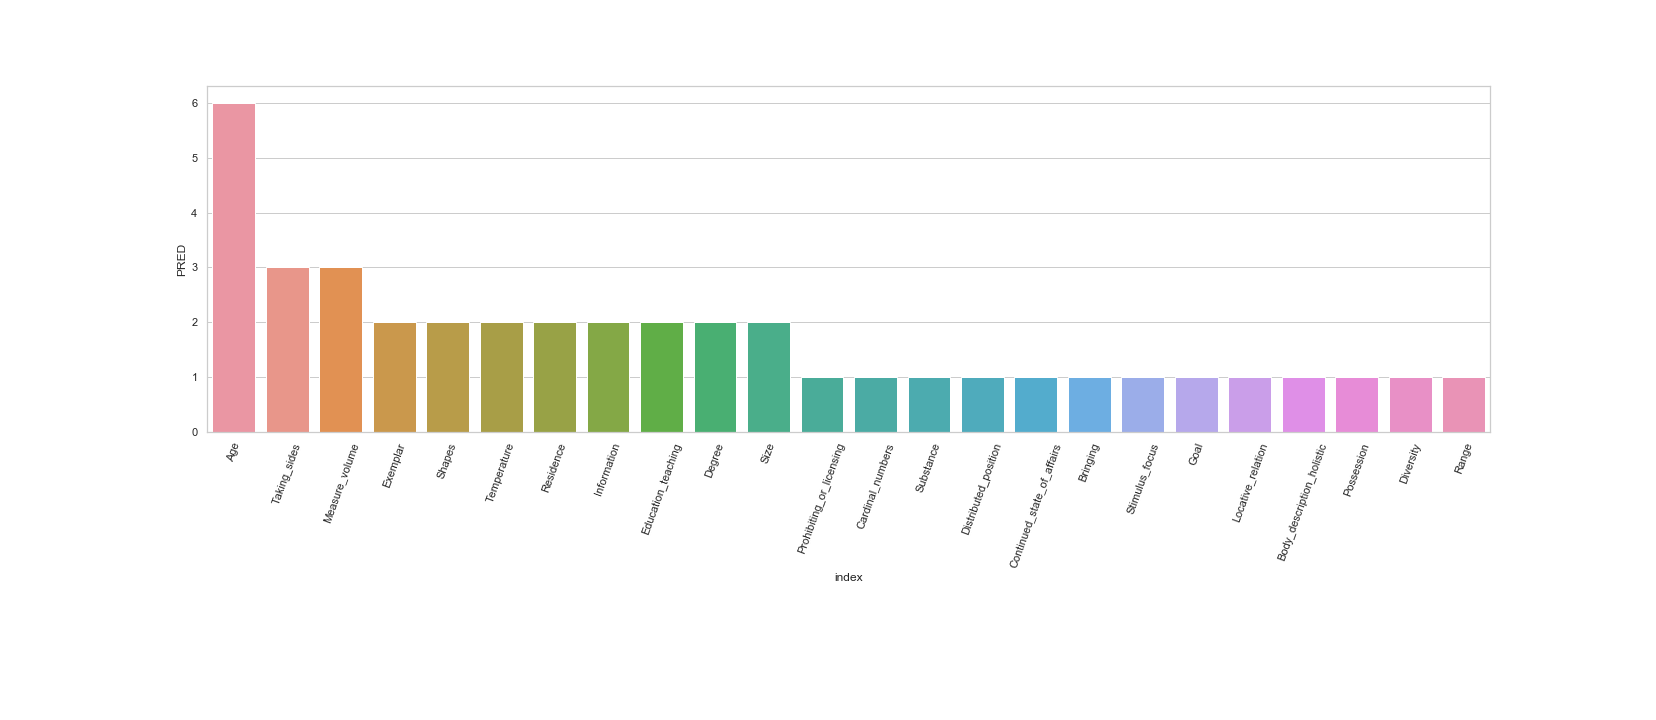 6
5
4
3
2
1
0
PRED
Age
Taking_sides
Measure_volume
Exemplar
Shapes
Temperature
Residence
Information
Education_teaching
Degree
Size
Prohibiting_or_licensing
Cardinal_numbers
Substance
Distributed_position
Continued_state_of_affairs
Bringing
Stimulus_focus
Goal
Locative_relation
Body_description_holistic
Possession
Diversity
Range
index